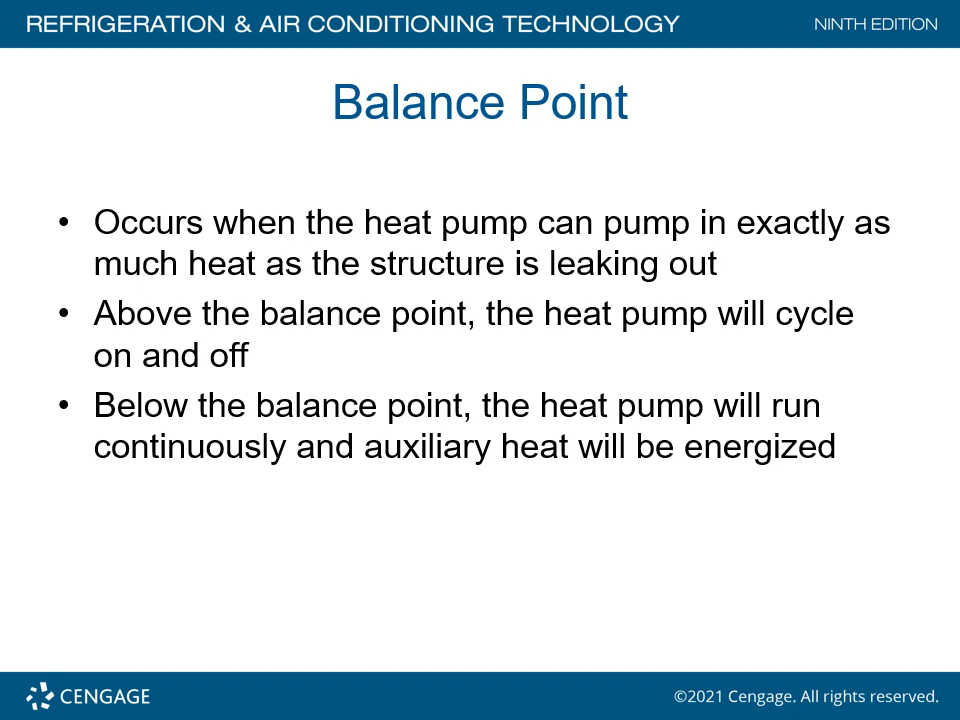 REFRIGERATION & AIR CONDITIONING TECHNOLOGY
NINTH EDITION
Balance Point
• Occurs when the heat pump can pump in exactly as
much heat as the structure is leaking out
• Above the balance point, the heat pump will cycle
on and off
• Below the balance point, the heat pump will run
continuously and auxiliary heat will be energized
CENGAGE
©2021 Cengage. All rights reserved.